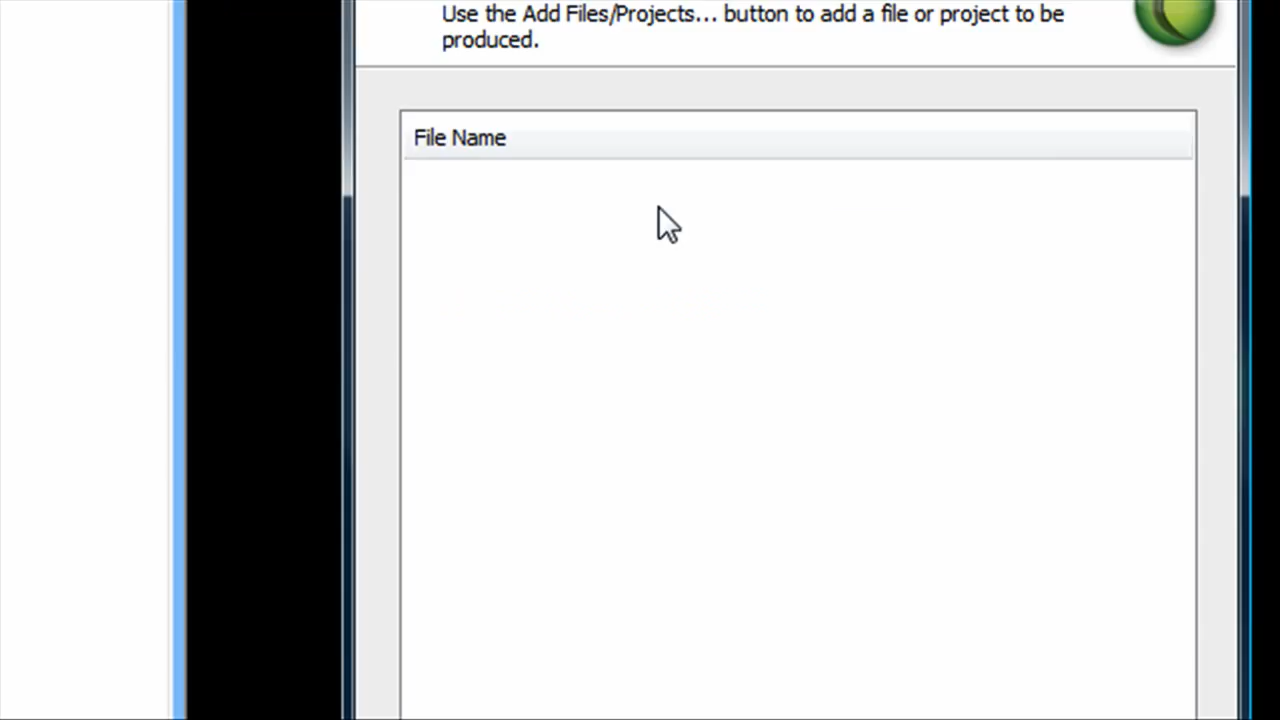 Use the Add Files/Projects... button to add a file or project to be
produced.
File Name